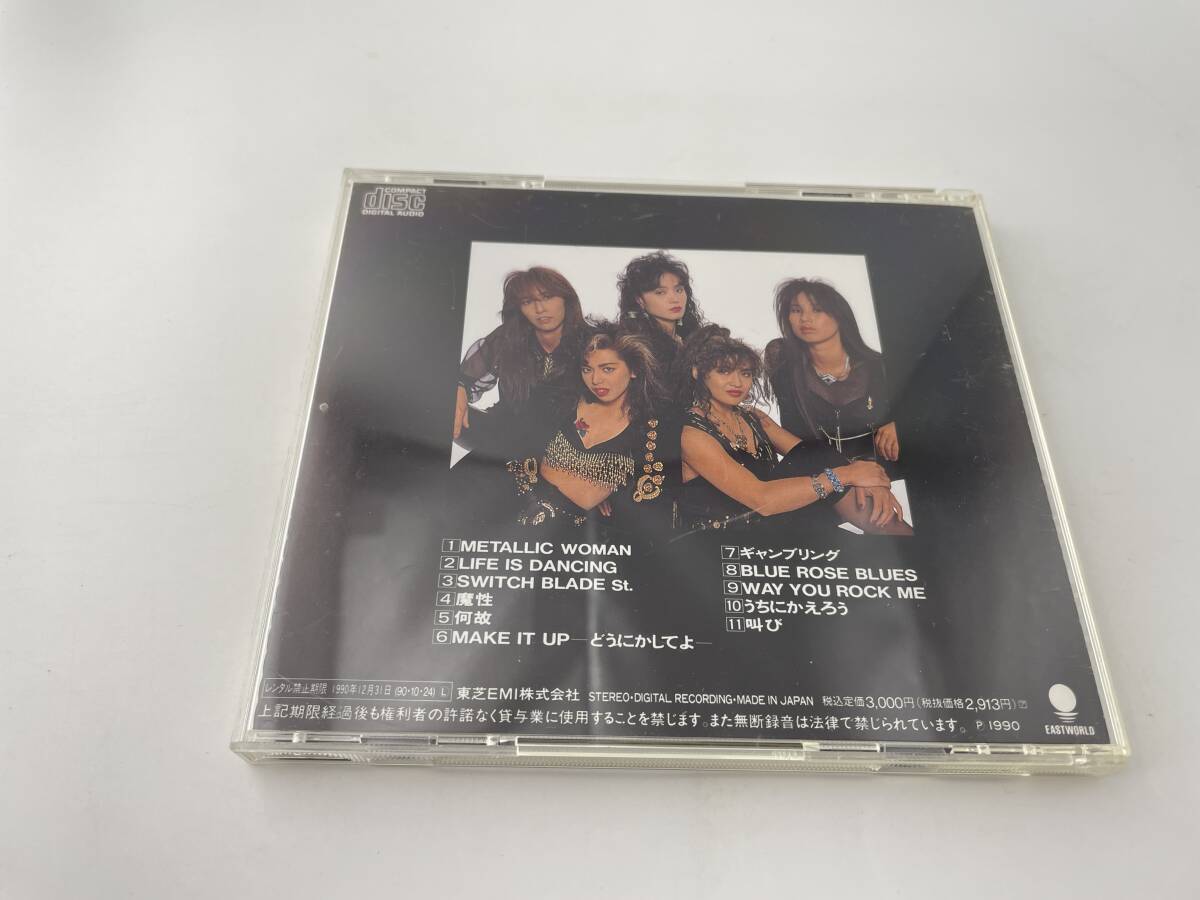 COMPACT
disc
DIGITAL AUDIO
1 METALLIC WOMAN
2 LIFE IS DANCING
3 SWITCH BLADE St.
4 魔性
5 何故
6 MAKE IT UP—どうにかしてよ—
7 ギャンブリング
8 BLUE ROSE BLUES
9 WAY YOU ROCK ME
10 うちにかえろう
11 叫び
レンタル禁止期限 1990年12月31日 (90・10・24) L 東芝EMI株式会社 STEREO・DIGITAL RECORDING・MADE IN JAPAN 税込定価3,000円(税抜価格2,913円)
上記期限経過後も権利者の許諾なく貸与業に使用することを禁じます。また無断録音は法律で禁じられています。 Ⓟ 1990
EASTWORLD